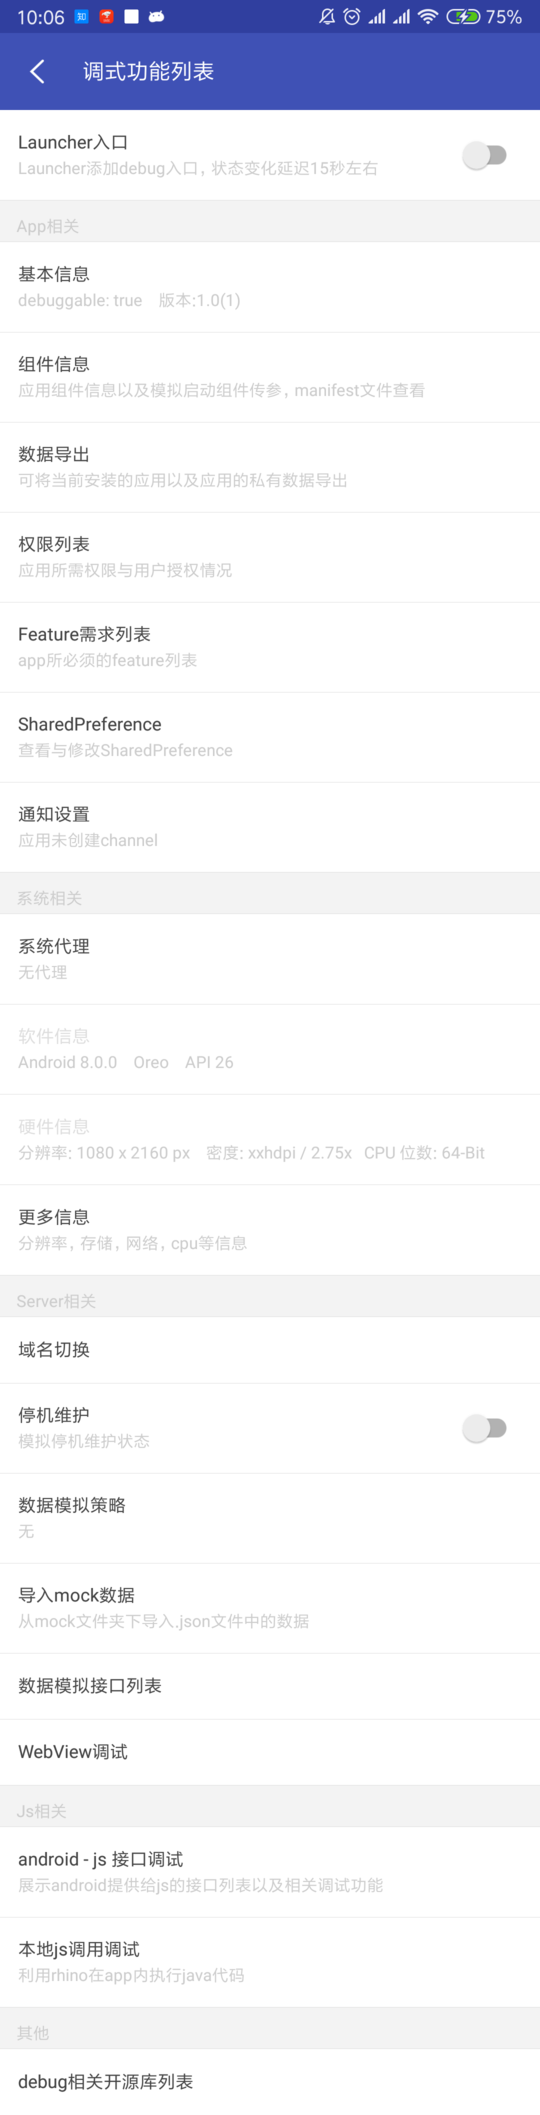 10:06 知 75%
调式功能列表
Launcher入口
Launcher添加debug入口, 状态变化延迟15秒左右
App相关
基本信息
debuggable: true 版本:1.0(1)
组件信息
应用组件信息以及模拟启动组件传参, manifest文件查看
数据导出
可将当前安装的应用以及应用的私有数据导出
权限列表
应用所需权限与用户授权情况
Feature需求列表
app所必须的feature列表
SharedPreference
查看与修改SharedPreference
通知设置
应用未创建channel
系统相关
系统代理
无代理
软件信息
Android 8.0.0 Oreo API 26
硬件信息
分辨率: 1080 x 2160 px 密度: xxhdpi / 2.75x CPU 位数: 64-Bit
更多信息
分辨率, 存储, 网络, cpu等信息
Server相关
域名切换
停机维护
模拟停机维护状态
数据模拟策略
无
导入mock数据
从mock文件夹下导入.json文件中的数据
数据模拟接口列表
WebView调试
Js相关
android - js 接口调试
展示android提供给js的接口列表以及相关调试功能
本地js调用调试
利用rhino在app内执行java代码
其他
debug相关开源库列表